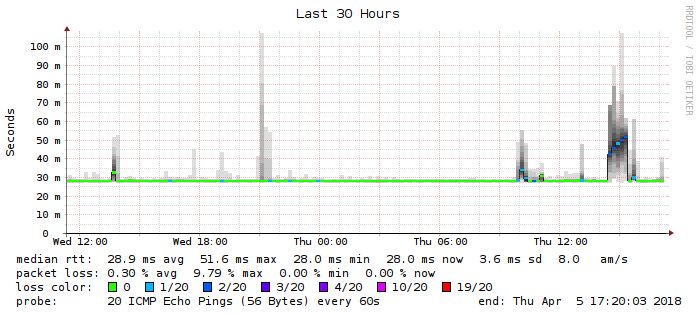 Last 30 Hours
RRDTOOL / TOBI OETIKER
Seconds
100 m
90 m
80 m
70 m
60 m
50 m
40 m
30 m
20 m
10 m
0
Wed 12:00 Wed 18:00 Thu 00:00 Thu 06:00 Thu 12:00
median rtt: 28.9 ms avg 51.6 ms max 28.0 ms min 28.0 ms now 3.6 ms sd 8.0 am/s
packet loss: 0.30 % avg 9.79 % max 0.00 % min 0.00 % now
loss color: 0 1/20 2/20 3/20 4/20 10/20 19/20
probe: 20 ICMP Echo Pings (56 Bytes) every 60s end: Thu Apr 5 17:20:03 2018